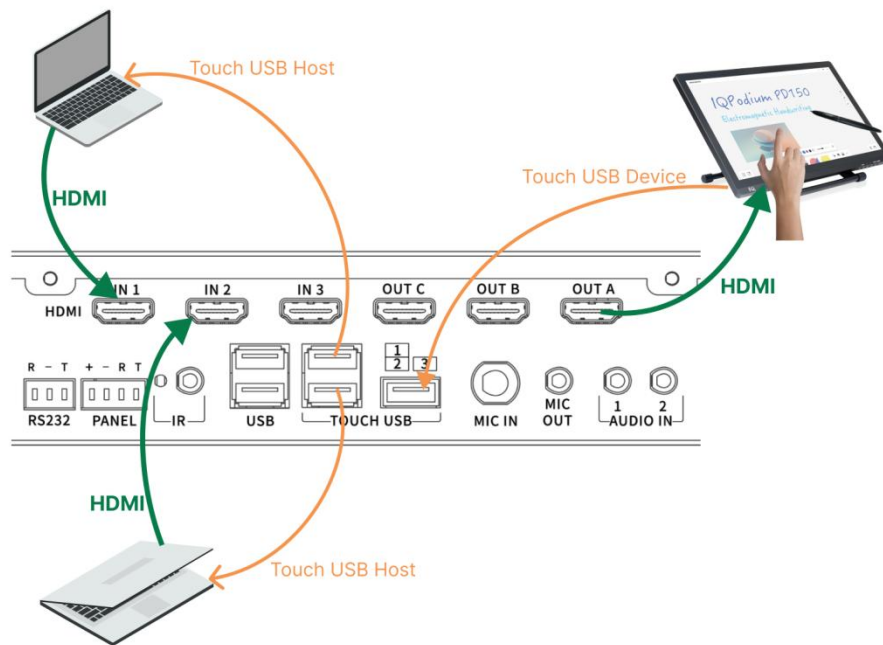 Touch USB Host
IQPodium PD150
Electromagnetic Handwriting
Touch USB Device
HDMI
HDMI
HDMI IN 1 IN 2 IN 3 OUT C OUT B OUT A
1
2 3
R – T + – R T
RS232 PANEL IR USB TOUCH USB MIC IN MIC OUT 1 2 AUDIO IN
HDMI
Touch USB Host